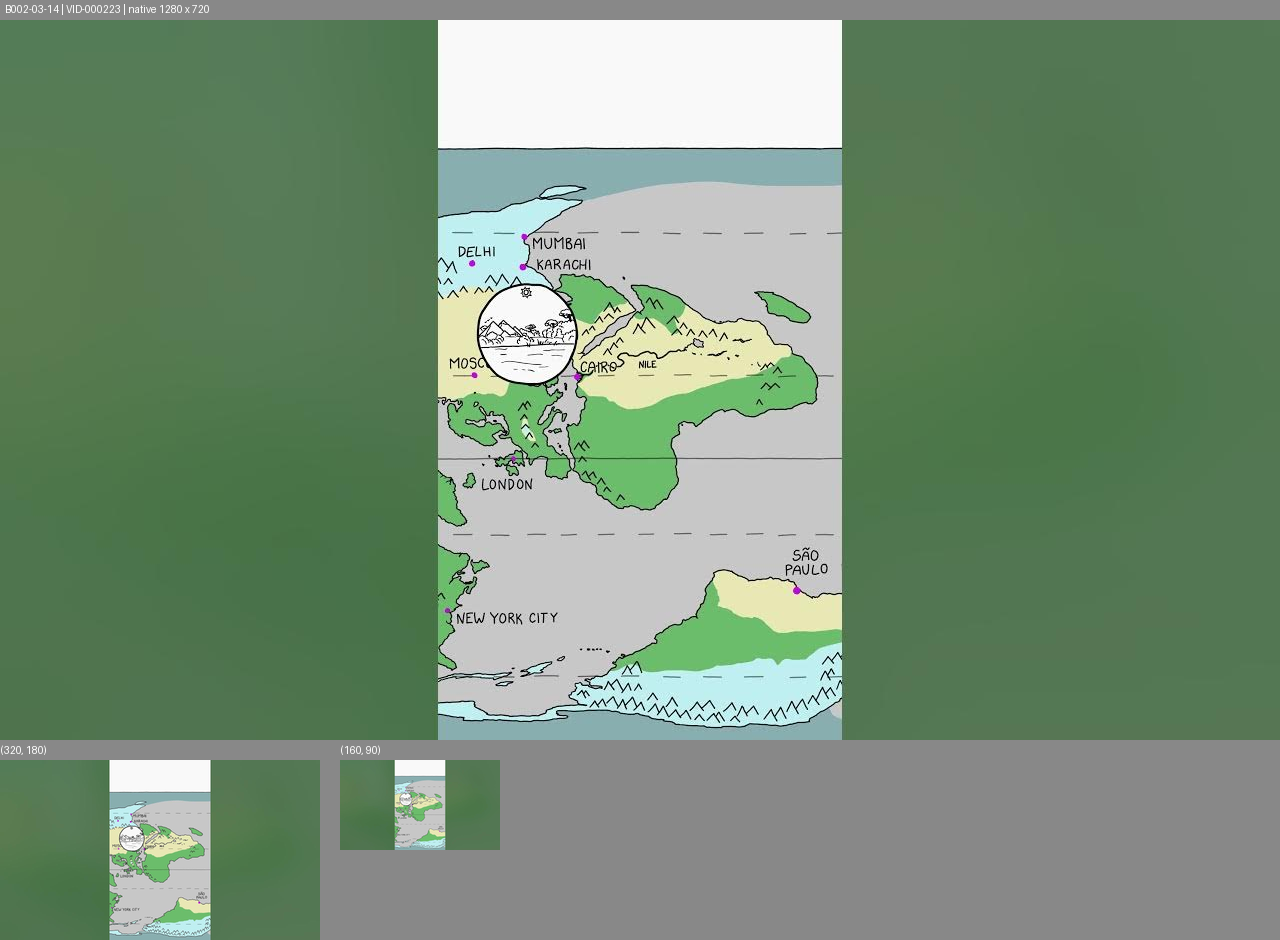 B002-03-14 | VID-000223 | native 1280 x 720
DELHI
MUMBAI
KARACHI
MOSC
CAIRO
NILE
LONDON
SÃO
PAULO
NEW YORK CITY
(320, 180)
(160, 90)